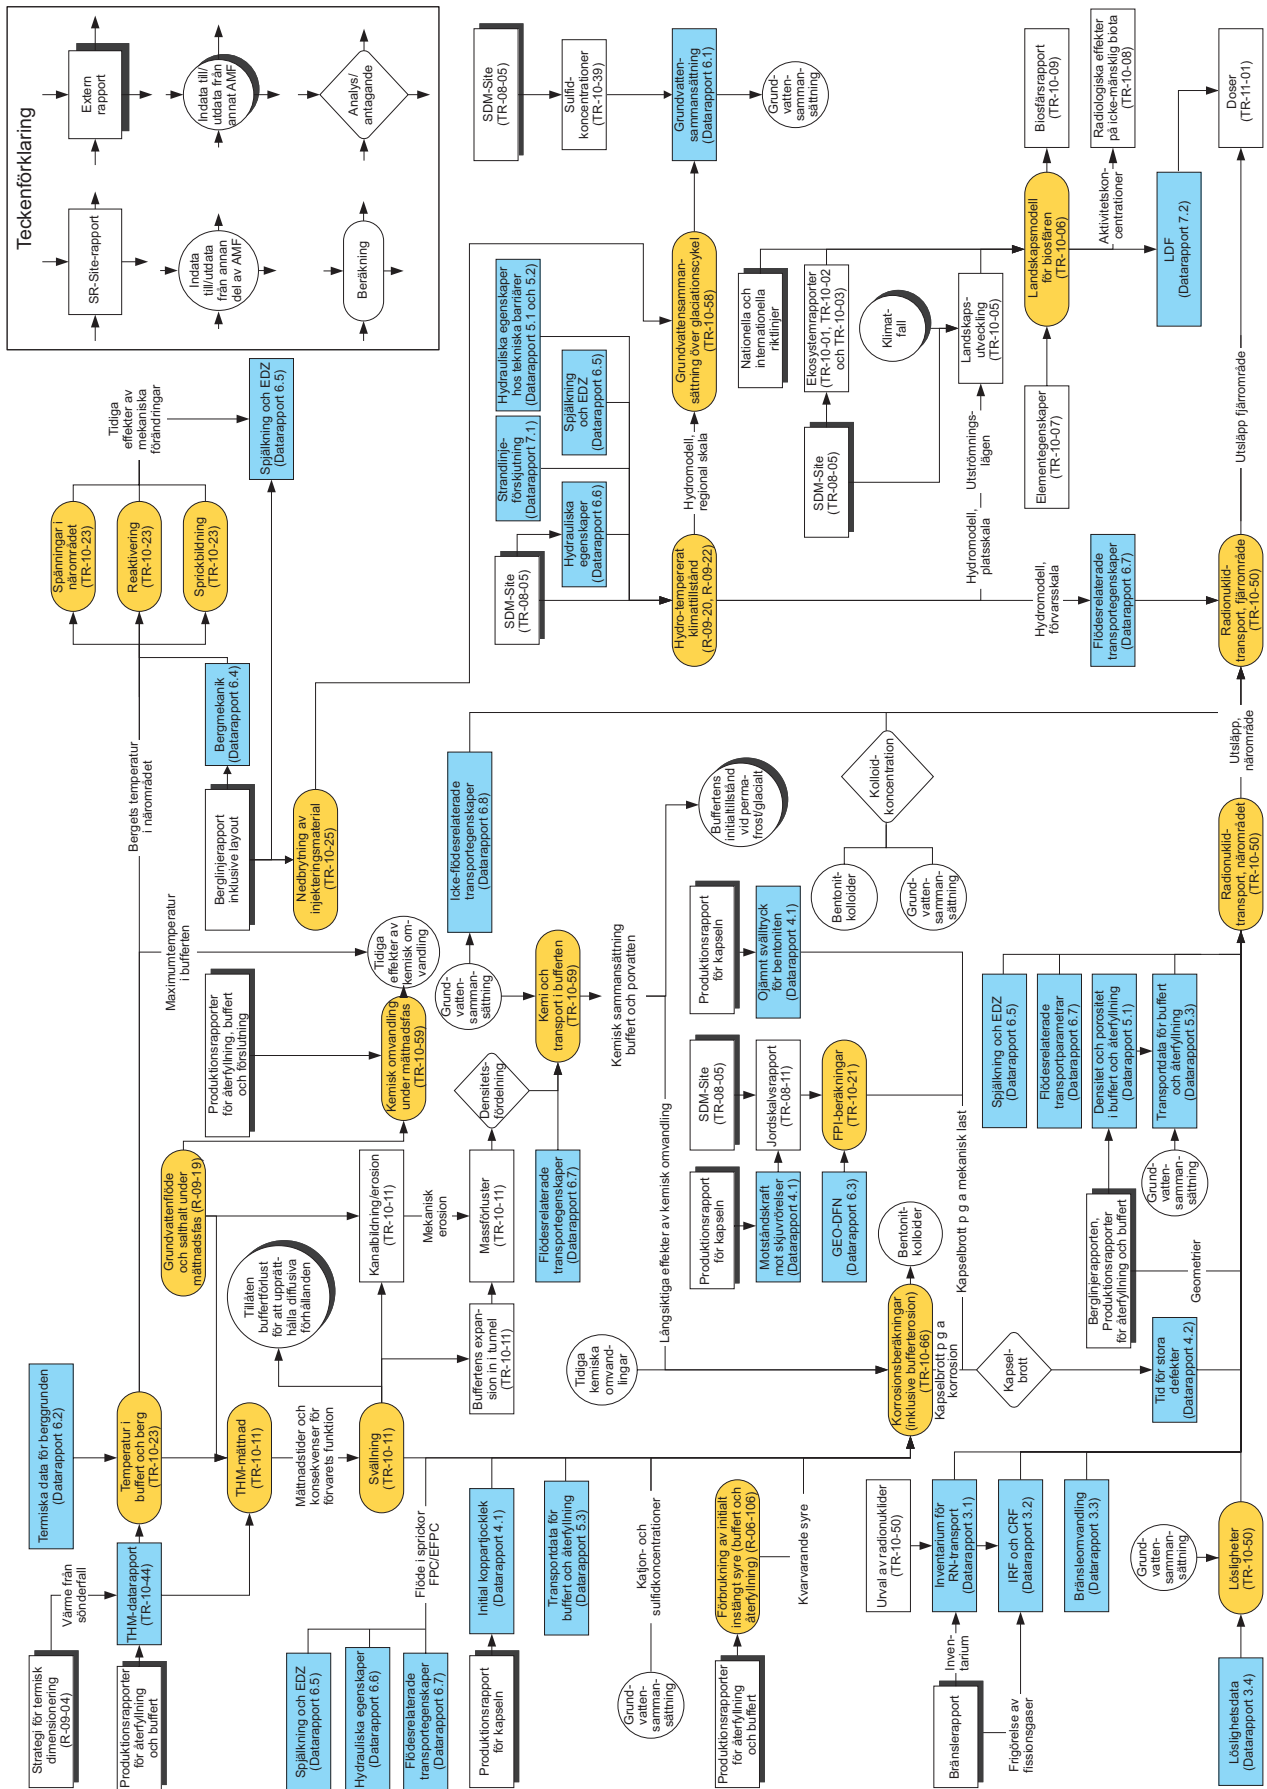 Teckenförklaring
SR-Site-rapport
Extern
rapport
Indata
till/utdata
från annan
del av AMF
Indata till/
utdata från
annat AMF
Beräkning
Analys/
antagande
Strategi för termisk
dimensionering
(R-09-04)
Värme från
sönderfall
Produktionsrapporter
för återfyllning
och buffert
THM-datarapport
(TR-10-44)
Termiska data för berggrunden
(Datarapport 6.2)
Temperatur i
buffert och berg
(TR-10-23)
THM-mättnad
(TR-10-11)
Mättnadstider och
konsekvenser för
förvarets funktion
Svällning
(TR-10-11)
Grundvattenflöde
och salthalt under
mättnadsfas (R-09-19)
Tillåten
buffertförlust
för att upprätt-
hålla diffusiva
förhållanden
Kanalbildning/erosion
(TR-10-11)
Mekanisk
erosion
Buffertens expan-
sion in i tunnel
(TR-10-11)
Massförluster
(TR-10-11)
Densitets-
fördelning
Flödesrelaterade
transportegenskaper
(Datarapport 6.7)
Produktionsrapporter
för återfyllning, buffert
och förslutning
Kemisk omvandling
under mättnadsfas
(TR-10-59)
Tidiga
effekter av
kemisk om-
vandling
Maximumtemperatur
i bufferten
Bergets temperatur
i närområdet
Berglinjerapport
inklusive layout
Bergmekanik
(Datarapport 6.4)
Nedbrytning av
injekteringsmaterial
(TR-10-25)
Spänningar i
närområdet
(TR-10-23)
Reaktivering
(TR-10-23)
Sprickbildning
(TR-10-23)
Tidiga
effekter av
mekaniska
förändringar
Spjälkning och EDZ
(Datarapport 6.5)
Grund-
vatten-
samman-
sättning
Icke-flödesrelaterade
transportegenskaper
(Datarapport 6.8)
Kemi och
transport i bufferten
(TR-10-59)
Kemisk sammansättning
buffert och porvatten
Spjälkning och EDZ
(Datarapport 6.5)
Hydrauliska egenskaper
(Datarapport 6.6)
Flödesrelaterade
transportegenskaper
(Datarapport 6.7)
Flöde i sprickor
FPC/EFPC
Produktionsrapport
för kapseln
Initial koppartjocklek
(Datarapport 4.1)
Transportdata för
buffert och återfyllning
(Datarapport 5.3)
Grund-
vatten-
samman-
sättning
Katjon- och
sulfidkoncentrationer
Produktionsrapporter
för återfyllning
och buffert
Förbrukning av initialt
instängt syre (buffert och
återfyllning) (R-06-106)
Kvarvarande syre
Tidiga
kemiska
omvand-
lingar
Långsiktiga effekter av kemisk omvandling
Korrosionsberäkningar
(inklusive bufferterosion)
(TR-10-66)
Bentonit-
kolloider
Kapselbrott p g a
korrosion
Kapselbrott p g a mekanisk last
Kapsel-
brott
Produktionsrapport
för kapseln
Motståndskraft
mot skjuvrörelser
(Datarapport 4.1)
SDM-Site
(TR-08-05)
Jordskalvsrapport
(TR-08-11)
GEO-DFN
(Datarapport 6.3)
FPI-beräkningar
(TR-10-21)
Produktionsrapport
för kapseln
Ojämnt svälltryck
för bentoniten
(Datarapport 4.1)
Buffertens
initialtillstånd
vid perma-
frost/glacialt
Bentonit-
kolloider
Grund-
vatten-
samman-
sättning
Kolloid-
koncentration
Urval av radionuklider
(TR-10-50)
Bränslerapport
Inven-
tarium
Frigörelse av
fissionsgaser
Inventarium för
RN-transport
(Datarapport 3.1)
IRF och CRF
(Datarapport 3.2)
Bränsleomvandling
(Datarapport 3.3)
Grund-
vatten-
samman-
sättning
Löslighetsdata
(Datarapport 3.4)
Lösligheter
(TR-10-50)
Tid för stora
defekter
(Datarapport 4.2)
Berglinjerapporten,
Produktionsrapporter
för återfyllning och buffert
Geometrier
Grund-
vatten-
samman-
sättning
Spjälkning och EDZ
(Datarapport 6.5)
Flödesrelaterade
transportparametrar
(Datarapport 6.7)
Densitet och porositet
i buffert och återfyllning
(Datarapport 5.1)
Transportdata för buffert
och återfyllning
(Datarapport 5.3)
Radionuklid-
transport, närområdet
(TR-10-50)
Utsläpp,
närområde
Radionuklid-
transport, fjärrområde
(TR-10-50)
Utsläpp fjärrområde
SDM-Site
(TR-08-05)
Hydrauliska
egenskaper
(Datarapport 6.6)
Strandlinje-
förskjutning
(Datarapport 7.1)
Hydrauliska egenskaper
hos tekniska barriärer
(Datarapport 5.1 och 5.2)
Spjälkning
och EDZ
(Datarapport 6.5)
Hydro-tempererat
klimattillstånd
(R-09-20, R-09-22)
Hydromodell,
regional skala
Grundvattensamman-
sättning över glaciationscykel
(TR-10-58)
SDM-Site
(TR-08-05)
Sulfid-
koncentrationer
(TR-10-39)
Grundvatten-
sammansättning
(Datarapport 6.1)
Grund-
vatten-
samman-
sättning
Nationella och
internationella
riktlinjer
SDM-Site
(TR-08-05)
Ekosystemrapporter
(TR-10-01, TR-10-02
och TR-10-03)
Klimat-
fall
Hydromodell,
platsskala
Utströmnings-
lägen
Landskaps-
utveckling
(TR-10-05)
Elementegenskaper
(TR-10-07)
Landskapsmodell
för biosfären
(TR-10-06)
Biosfärsrapport
(TR-10-09)
Radiologiska effekter
på icke-mänsklig biota
(TR-10-08)
Aktivitetskon-
centrationer
LDF
(Datarapport 7.2)
Doser
(TR-11-01)
Hydromodell,
förvarsskala
Flödesrelaterade
transportegenskaper
(Datarapport 6.7)